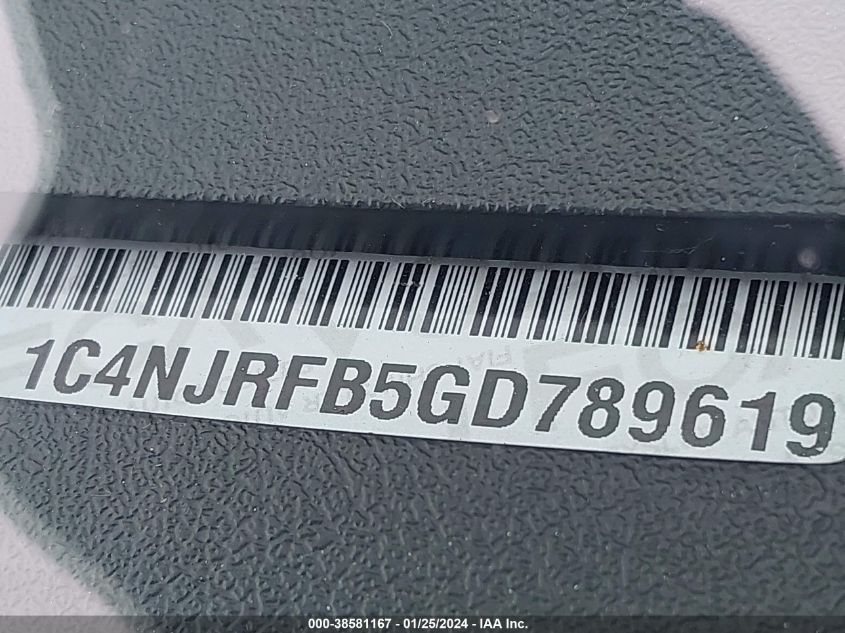 1C4NJRFB5GD789619
000-38581167 - 01/25/2024 - IAA Inc.